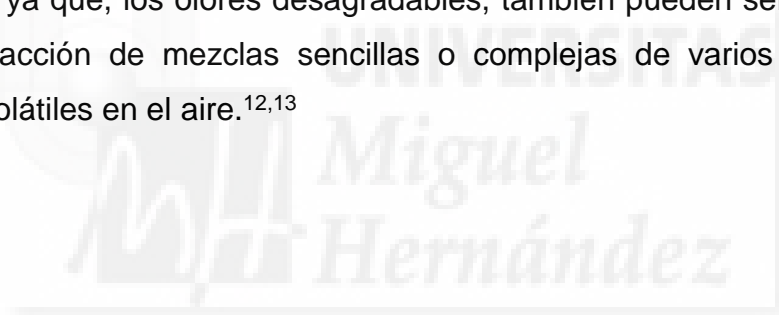 ya que, los olores desagradables, también pueden se
acción de mezclas sencillas o complejas de varios
olátiles en el aire.12,13
UNIVERSITAS
Miguel
Hernández